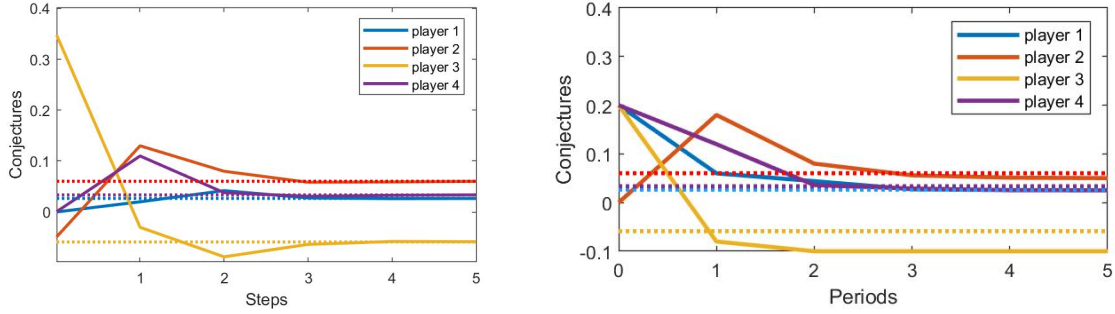 0.4
0.3
0.2
0.1
0
Conjectures
1 2 3 4 5
Steps
player 1
player 2
player 3
player 4
0.4
0.3
0.2
0.1
0
-0.1
Conjectures
0 1 2 3 4 5
Periods
player 1
player 2
player 3
player 4